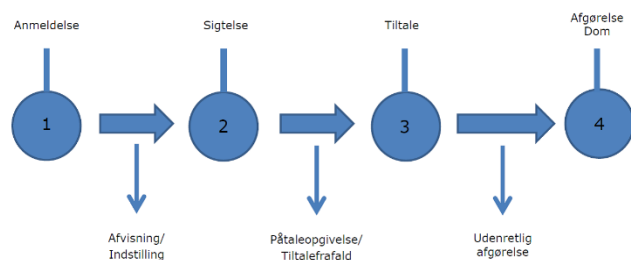 Anmeldelse
Sigtelse
Tiltale
Afgørelse
Dom
1
2
3
4
Afvisning/
Indstilling
Påtaleopgivelse/
Tiltalefrafald
Udenretlig
afgørelse